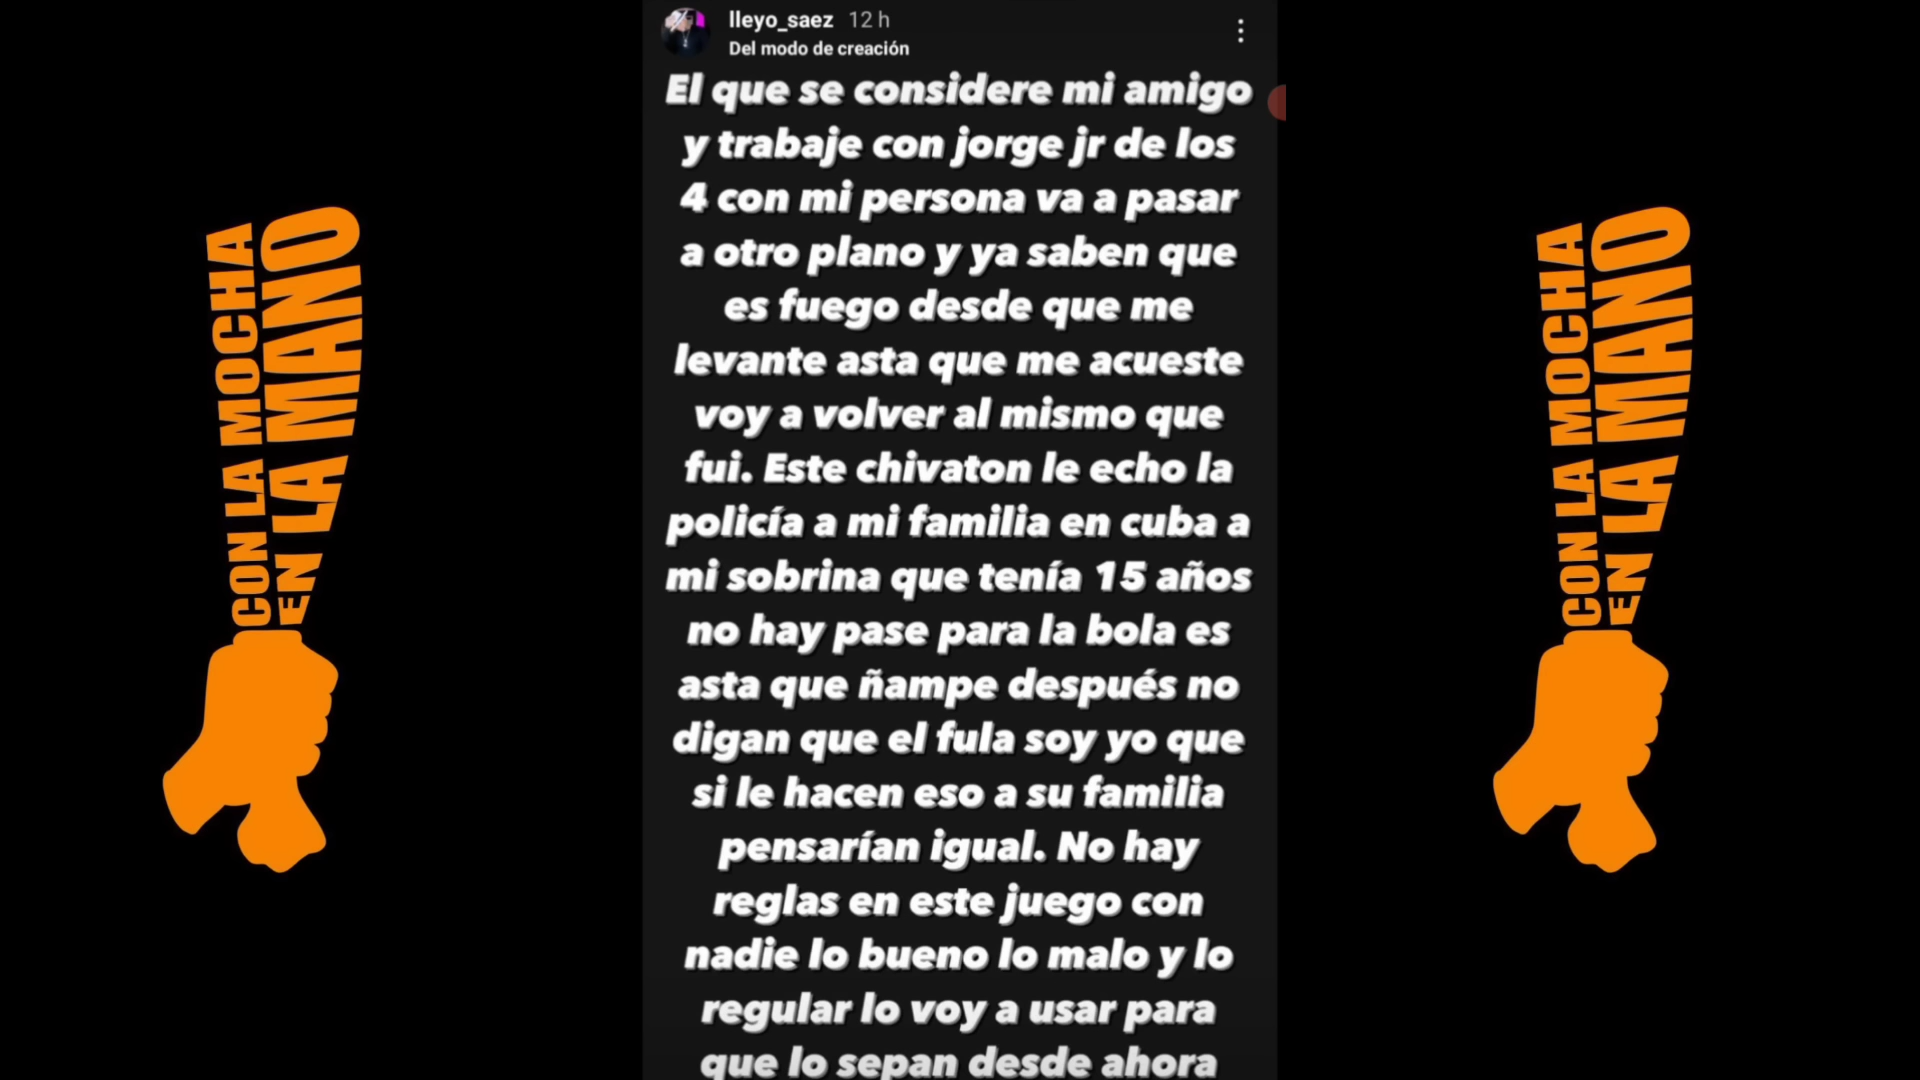 lleyo_saez 12 h
Del modo de creación
El que se considere mi amigo
y trabaje con jorge jr de los
4 con mi persona va a pasar
a otro plano y ya saben que
es fuego desde que me
levante asta que me acueste
voy a volver al mismo que
fui. Este chivaton le echo la
policía a mi familia en cuba a
mi sobrina que tenía 15 años
no hay pase para la bola es
asta que ñampe después no
digan que el fula soy yo que
si le hacen eso a su familia
pensarían igual. No hay
reglas en este juego con
nadie lo bueno lo malo y lo
regular lo voy a usar para
que lo sepan desde ahora
CON LA MOCHA
EN LA MANO
CON LA MOCHA
EN LA MANO